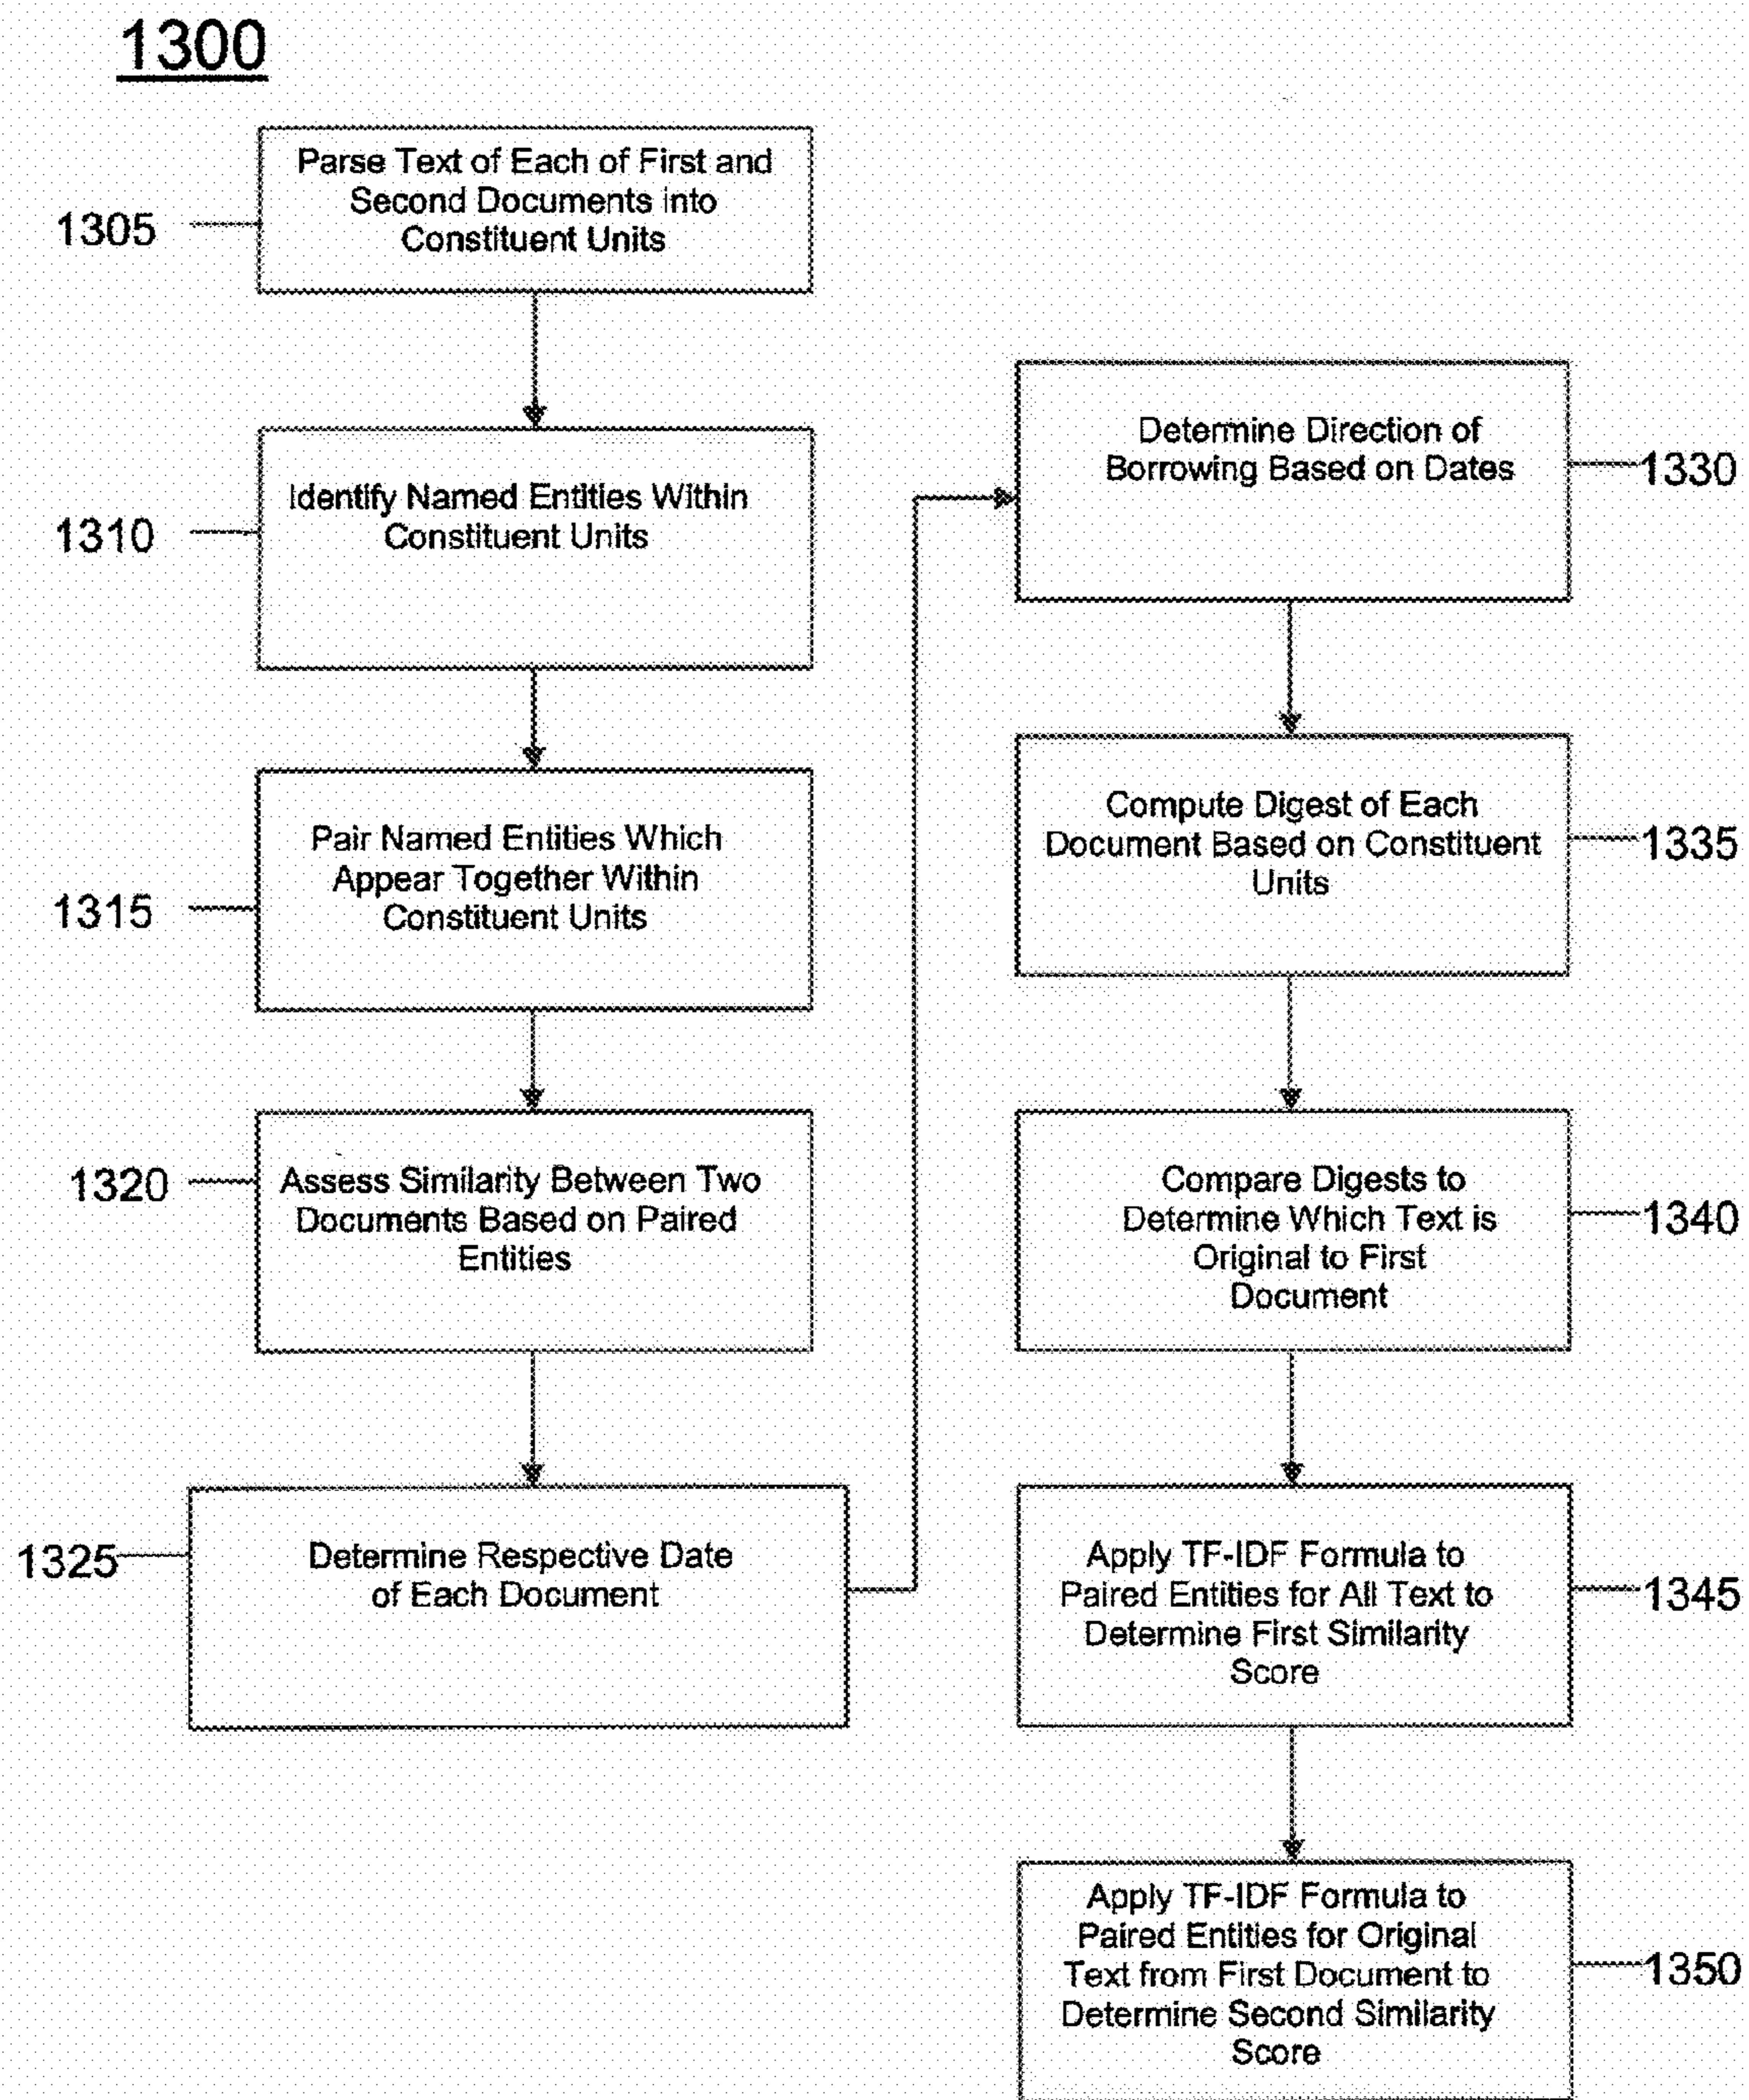 1300
Parse Text of Each of First and
Second Documents into
Constituent Units
1305
Identify Named Entities Within
Constituent Units
1310
Pair Named Entities Which
Appear Together Within
Constituent Units
1315
Assess Similarity Between Two
Documents Based on Paired
Entities
1320
Determine Respective Date
of Each Document
1325
Determine Direction of
Borrowing Based on Dates
1330
Compute Digest of Each
Document Based on Constituent
Units
1335
Compare Digests to
Determine Which Text is
Original to First
Document
1340
Apply TF-IDF Formula to
Paired Entities for All Text to
Determine First Similarity
Score
1345
Apply TF-IDF Formula to
Paired Entities for Original
Text from First Document to
Determine Second Similarity
Score
1350